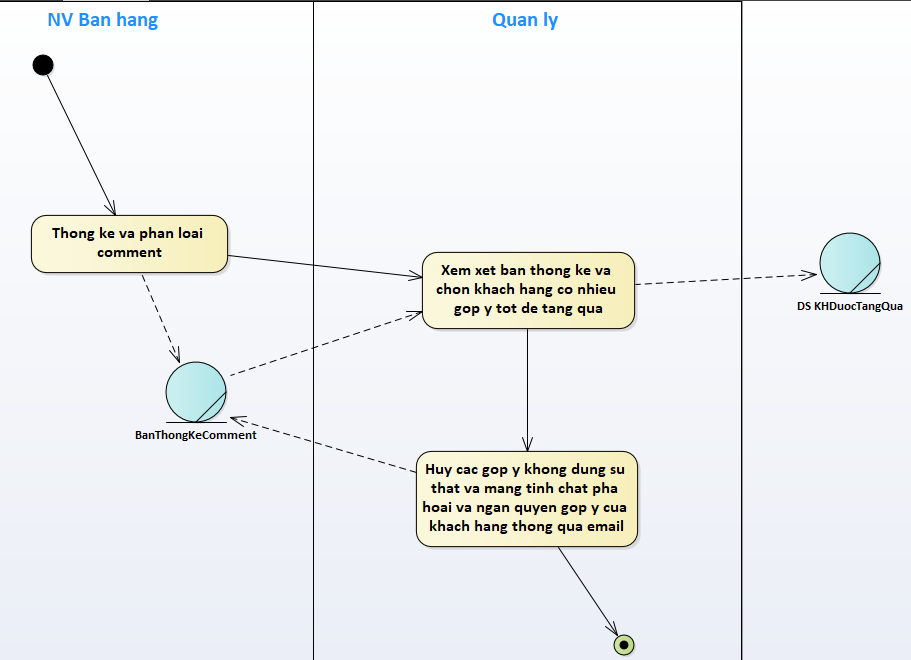 NV Ban hang
Quan ly
Thong ke va phan loai
comment
Xem xet ban thong ke va
chon khach hang co nhieu
gop y tot de tang qua
DS KHDuocTangQua
BanThongKeComment
Huy cac gop y khong dung su
that va mang tinh chat pha
hoai va ngan quyen gop y cua
khach hang thong qua email